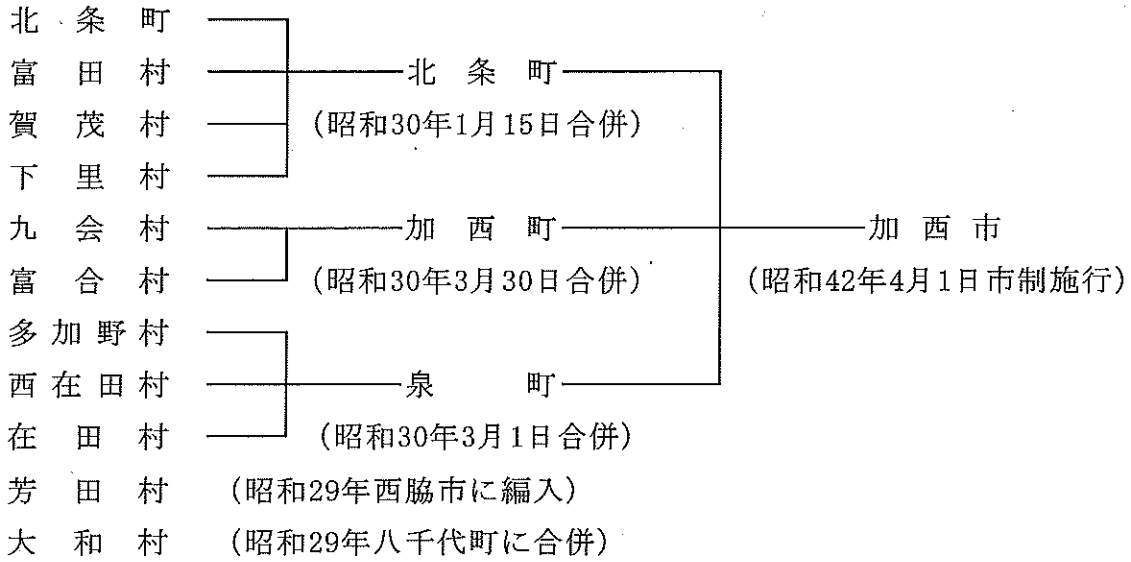 北条町
富田村 北条町
賀茂村 (昭和30年1月15日合併)
下里村
九会村 加西町 加西市
富合村 (昭和30年3月30日合併) (昭和42年4月1日市制施行)
多加野村
西在田村 泉町
在田村 (昭和30年3月1日合併)
芳田村 (昭和29年西脇市に編入)
大和村 (昭和29年八千代町に合併)